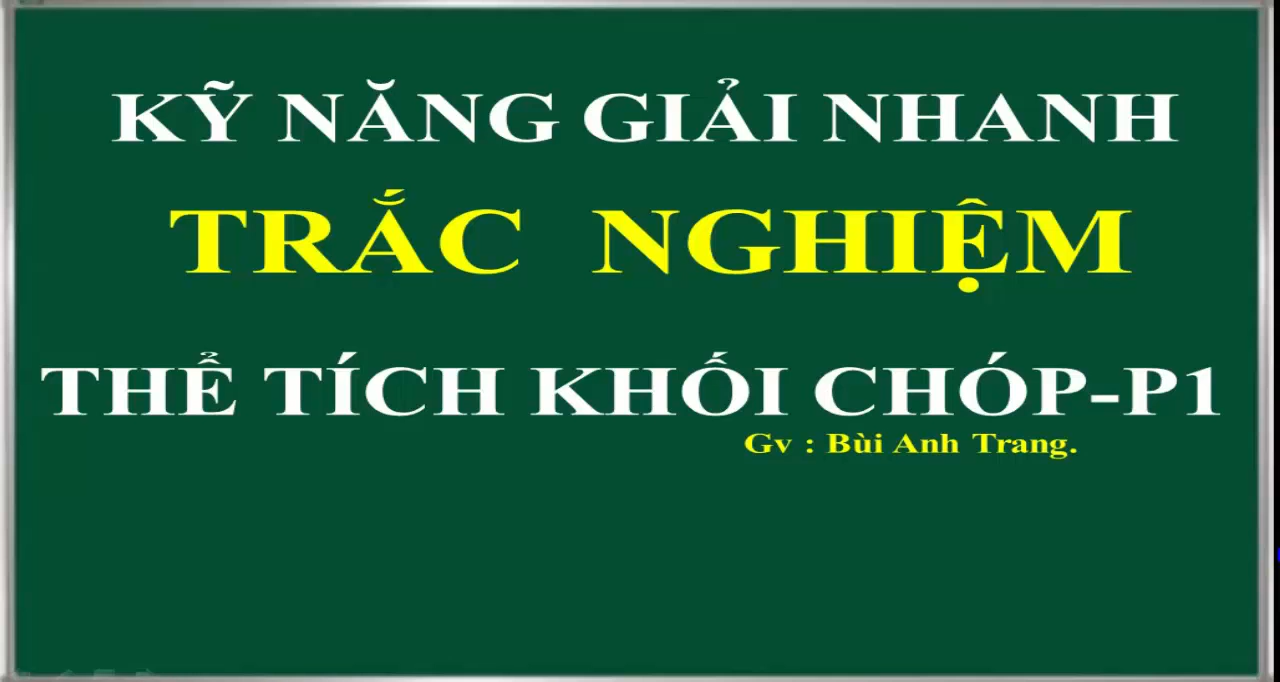 KỸ NĂNG GIẢI NHANH
TRẮC NGHIỆM
THỂ TÍCH KHỐI CHÓP-P1
Gv : Bùi Anh Trang.